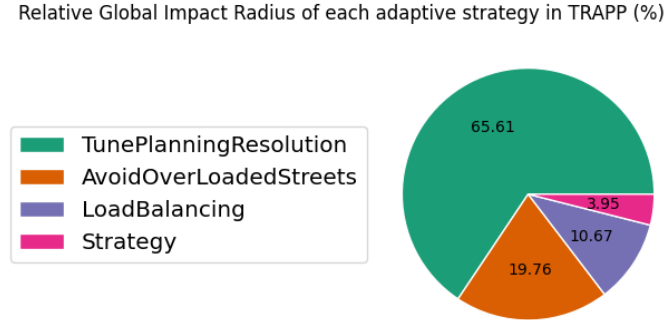 Relative Global Impact Radius of each adaptive strategy in TRAPP (%)
TunePlanningResolution
AvoidOverLoadedStreets
LoadBalancing
Strategy
65.61
3.95
10.67
19.76